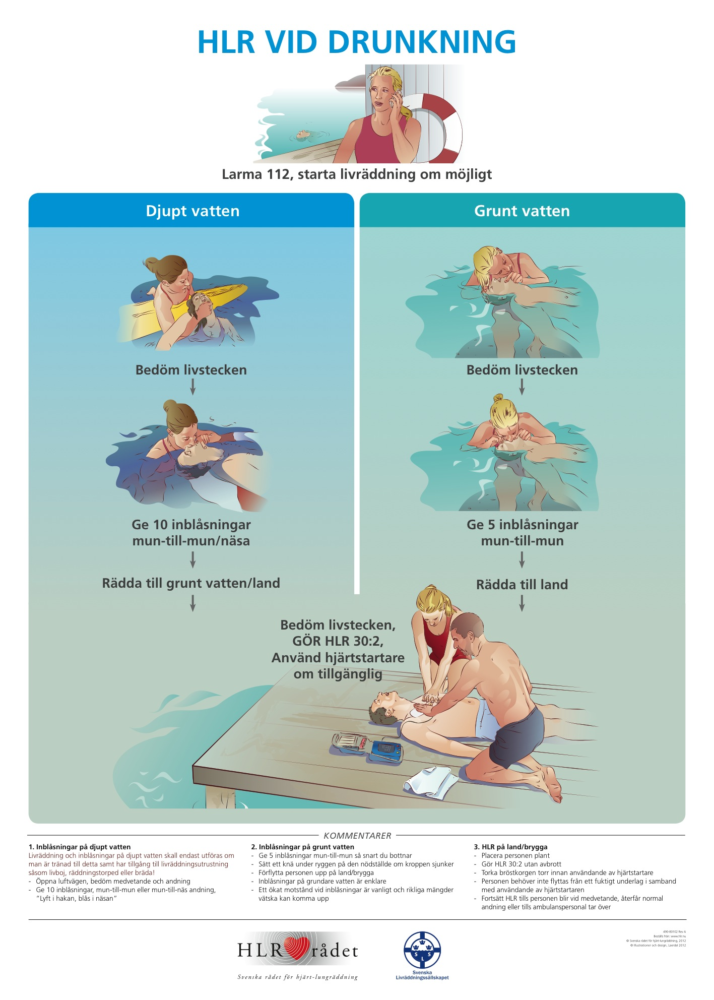 HLR VID DRUNKNING
Larma 112, starta livräddning om möjligt
Djupt vatten
Bedöm livstecken
Ge 10 inblåsningar
mun-till-mun/näsa
Rädda till grunt vatten/land
Grunt vatten
Bedöm livstecken
Ge 5 inblåsningar
mun-till-mun
Rädda till land
Bedöm livstecken,
GÖR HLR 30:2,
Använd hjärtstartare
om tillgänglig
KOMMENTARER
1. Inblåsningar på djupt vatten
Livräddning och inblåsningar på djupt vatten skall endast utföras om
man är tränad till detta samt har tillgång till livräddningsutrustning
såsom livboj, räddningstorped eller bräda!
- Öppna luftvägen, bedöm medvetande och andning
- Ge 10 inblåsningar, mun-till-mun eller mun-till-näs andning,
”Lyft i hakan, blås i näsan”
2. Inblåsningar på grunt vatten
- Ge 5 inblåsningar mun-till-mun så snart du bottnar
- Sätt ett knä under ryggen på den nödställde om kroppen sjunker
- Förflytta personen upp på land/brygga
- Inblåsningar på grundare vatten är enklare
- Ett ökat motstånd vid inblåsningar är vanligt och rikliga mängder
vätska kan komma upp
3. HLR på land/brygga
- Placera personen plant
- Gör HLR 30:2 utan avbrott
- Torka bröstkorgen torr innan användande av hjärtstartare
- Personen behöver inte flyttas från ett fuktigt underlag i samband
med användande av hjärtstartaren
- Fortsätt HLR tills personen blir vid medvetande, återfår normal
andning eller tills ambulanspersonal tar över
HLR rådet
Svenska rådet för hjärt-lungräddning
S L S
Svenska
Livräddningssällskapet
490-80102 Rev A
Beställs från: www.hlr.nu
© Svenska rådet för hjärt-lungräddning, 2012
© Illustrationer och design, Laerdal 2012